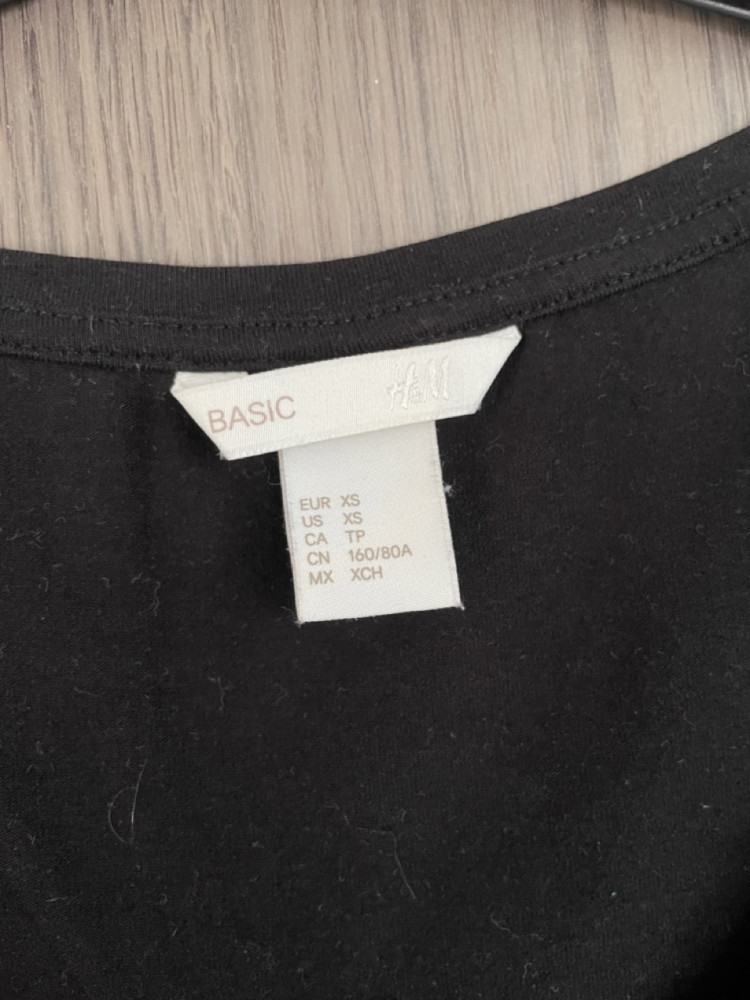 BASIC H&M
EUR XS
US XS
CA TP
CN 160/80A
MX XCH